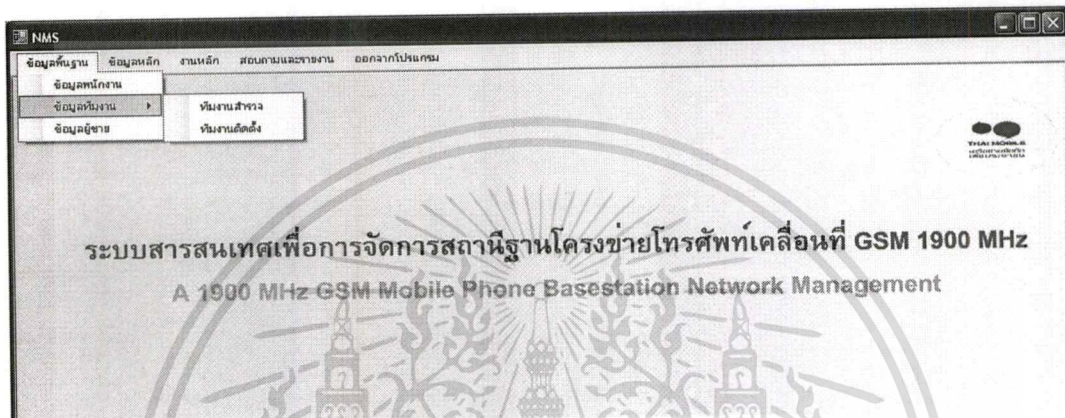 NMS
ข้อมูลพื้นฐาน ข้อมูลหลัก งานหลัก สอบถามและรายงาน ออกจากโปรแกรม
ข้อมูลพนักงาน
ข้อมูลทีมงาน ทีมงานสำรวจ
ข้อมูลผู้ขาย ทีมงานติดตั้ง
THAI MOBILE
ระบบสารสนเทศเพื่อการจัดการสถานีฐานโครงข่ายโทรศัพท์เคลื่อนที่ GSM 1900 MHz
A 1900 MHz GSM Mobile Phone Basestation Network Management